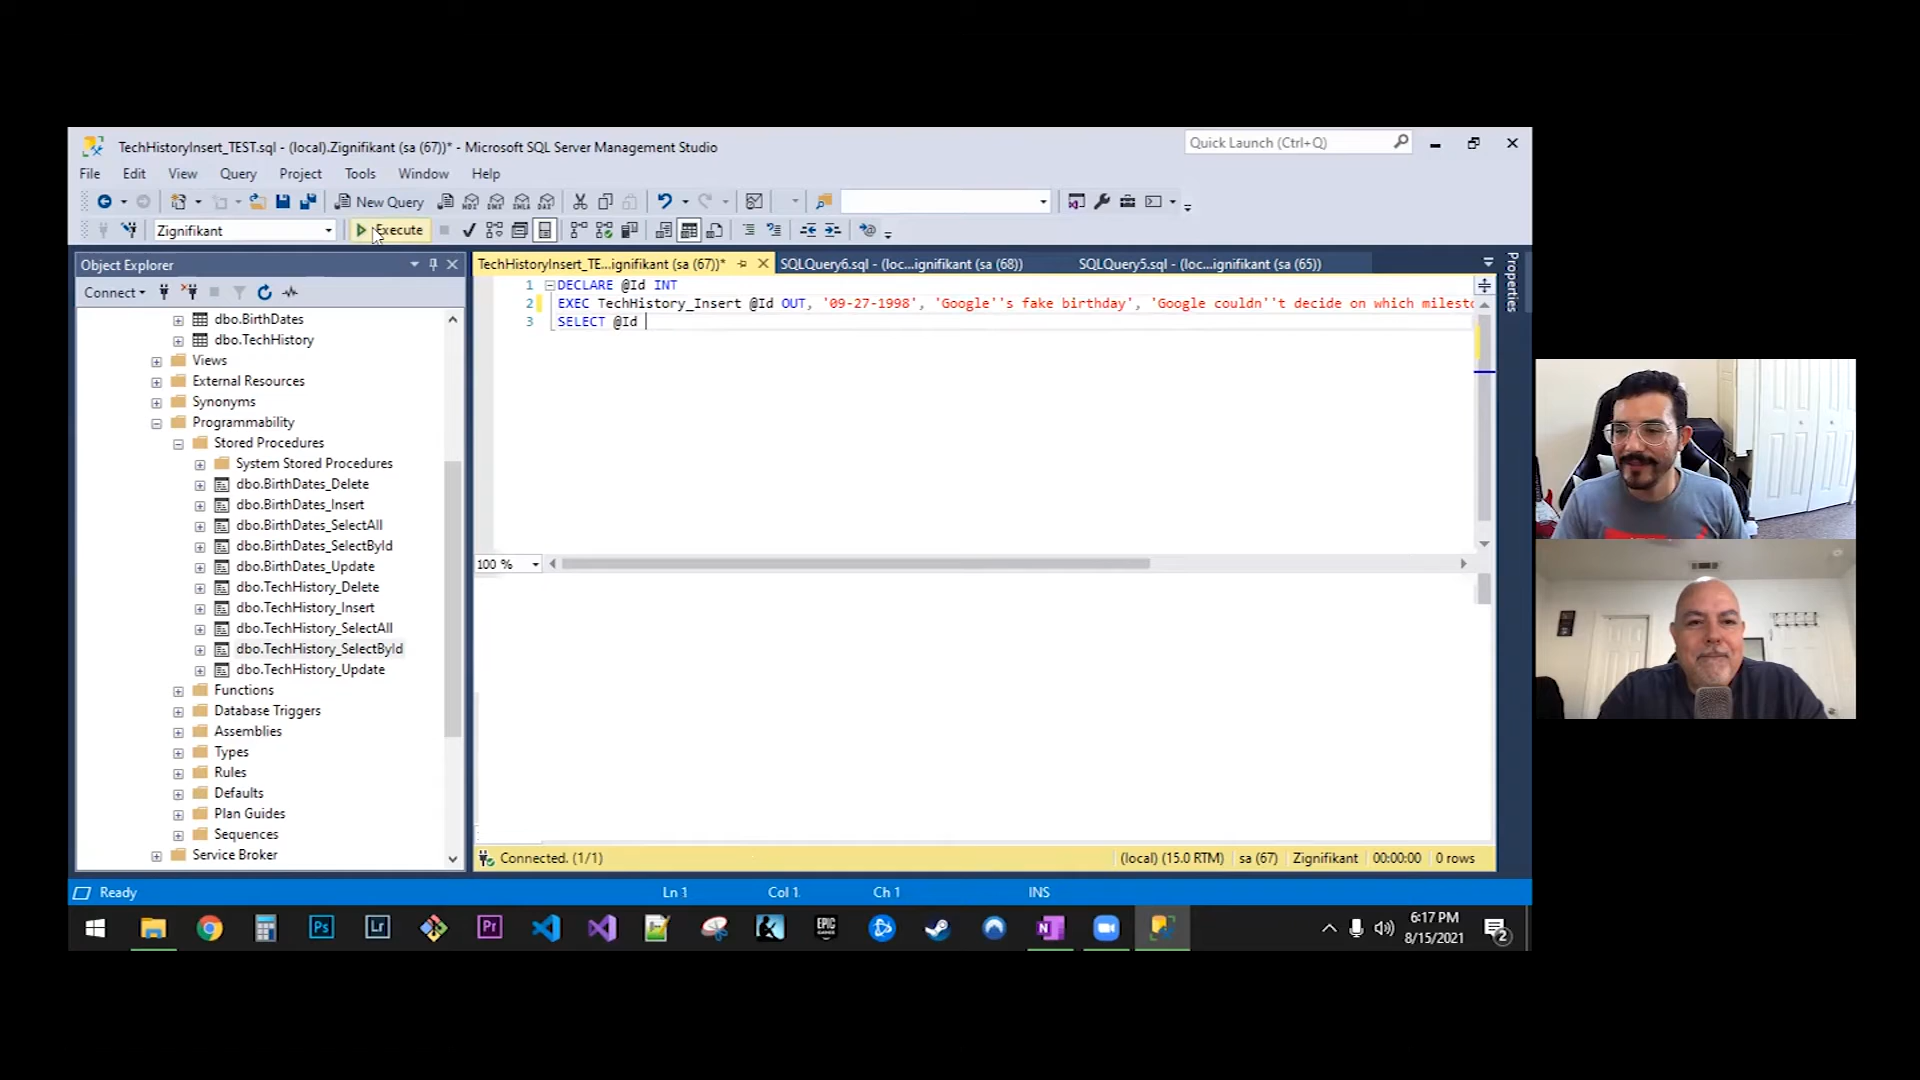 TechHistoryInsert_TEST.sql - (local).Zignifikant (sa (67))* - Microsoft SQL Server Management Studio
Quick Launch (Ctrl+Q)
File Edit View Query Project Tools Window Help
New Query
Zignifikant
Execute
Object Explorer
TechHistoryInsert_TE...ignifikant (sa (67))*
SQLQuery6.sql - (loc...ignifikant (sa (68))
SQLQuery5.sql - (loc...ignifikant (sa (65))
Properties
Connect
dbo.BirthDates
dbo.TechHistory
Views
External Resources
Synonyms
Programmability
Stored Procedures
System Stored Procedures
dbo.BirthDates_Delete
dbo.BirthDates_Insert
dbo.BirthDates_SelectAll
dbo.BirthDates_SelectById
dbo.BirthDates_Update
dbo.TechHistory_Delete
dbo.TechHistory_Insert
dbo.TechHistory_SelectAll
dbo.TechHistory_SelectById
dbo.TechHistory_Update
Functions
Database Triggers
Assemblies
Types
Rules
Defaults
Plan Guides
Sequences
Service Broker
1 DECLARE @Id INT
2 EXEC TechHistory_Insert @Id OUT, '09-27-1998', 'Google''s fake birthday', 'Google couldn''t decide on which milesto
3 SELECT @Id
100 %
Connected. (1/1)
(local) (15.0 RTM) sa (67) Zignifikant 00:00:00 0 rows
Ready
Ln 1 Col 1 Ch 1 INS
Ps
Lr
Pr
EPIC
GAMES
N
6:17 PM
8/15/2021
2